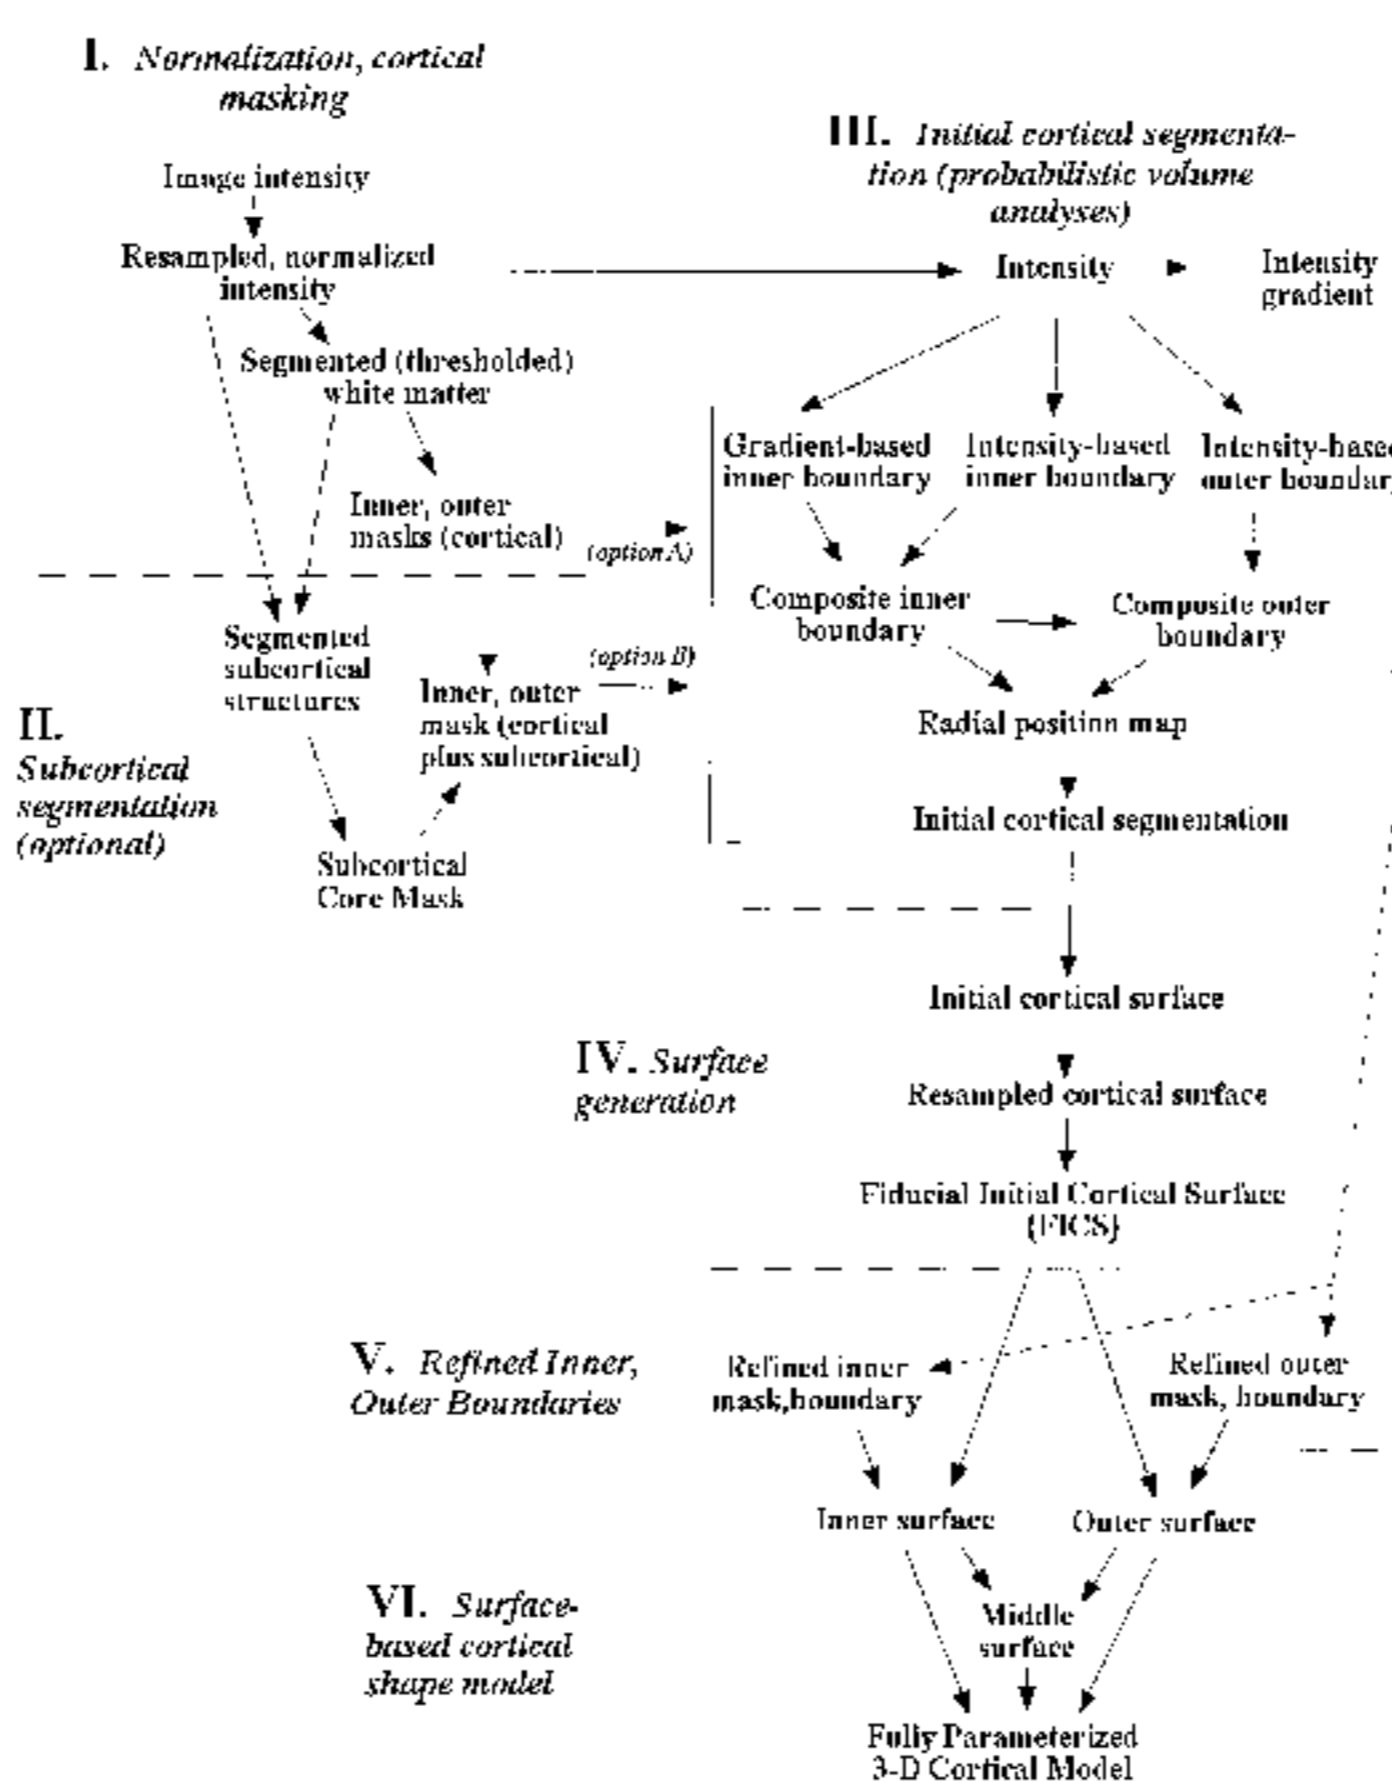 I. Normalization, cortical
masking
Image intensity
Resampled, normalized
intensity
Segmented (thresholded)
white matter
Inner, outer
masks (cortical)
(option A)
Segmented
subcortical
structures
(option B)
Inner, outer
mask (cortical
plus subcortical)
II.
Subcortical
segmentation
(optional)
Subcortical
Core Mask
III. Initial cortical segmenta-
tion (probabilistic volume
analyses)
Intensity
Intensity
gradient
Gradient-based
inner boundary
Intensity-based
inner boundary
Intensity-based
outer boundar
Composite inner
boundary
Composite outer
boundary
Radial position map
Initial cortical segmentation
Initial cortical surface
IV. Surface
generation
Resampled cortical surface
Fiducial Initial Cortical Surface
(FICS)
V. Refined Inner,
Outer Boundaries
Refined inner
mask,boundary
Refined outer
mask, boundary
Inner surface
Outer surface
VI. Surface-
based cortical
shape model
Middle
surface
Fully Parameterized
3-D Cortical Model